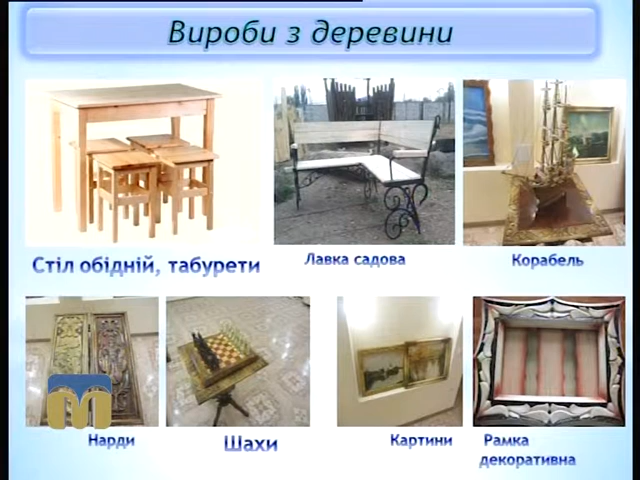 Вироби з деревини
Стіл обідній, табурети
Лавка садова
Корабель
Нарди
Шахи
Картини
Рамка
декоративна